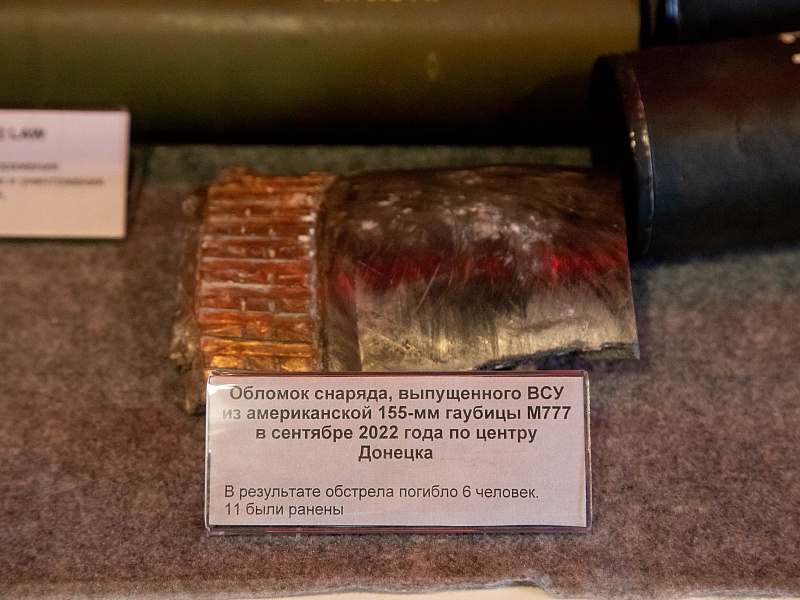 LAW
Обломок снаряда, выпущенного ВСУ
из американской 155-мм гаубицы М777
в сентябре 2022 года по центру
Донецка
В результате обстрела погибло 6 человек.
11 были ранены